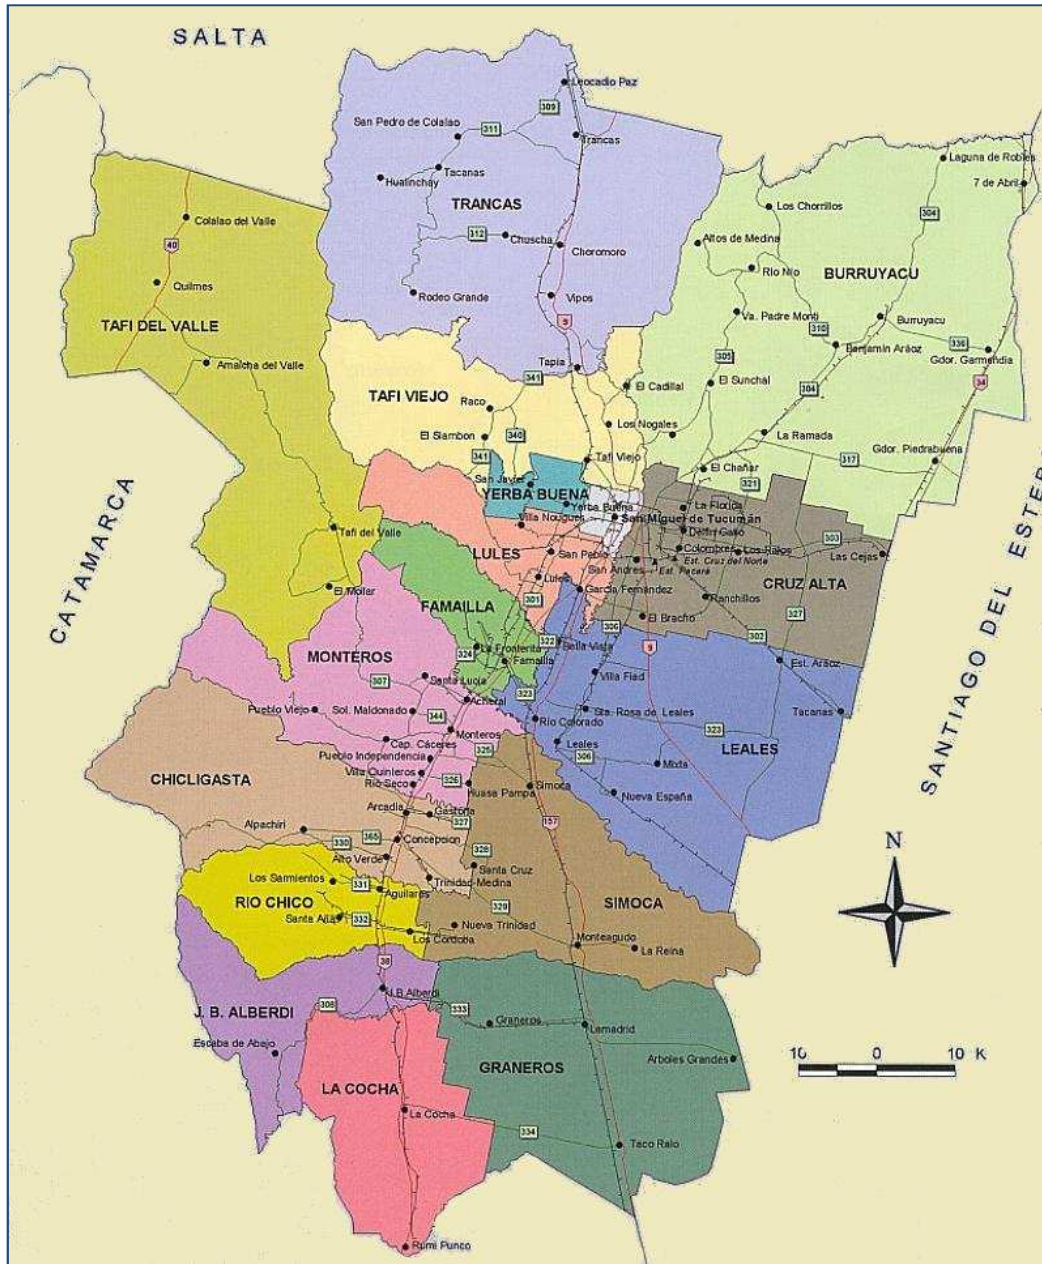 SALTA
Leocadio Paz
309
San Pedro de Colalao
311
Trancas
Laguna de Robles
Tacanas
Hualinchay
7 de Abril
TRANCAS
Los Chorrillos
304
Colalao del Valle
312
Chuscha
Choromoro
Altos de Medina
40
Rio Nio
BURRUYACU
Quilmes
Rodeo Grande
Vipos
TAFI DEL VALLE
9
Va. Padre Monti
310
Burruyacu
336
Benjamin Aráoz
Gdor. Garmendia
305
Amaicha del Valle
Tapia
341
El Cadillal
El Sunchal
304
34
TAFI VIEJO
Raco
Los Nogales
El Siambon
340
La Ramada
341
Tafi Viejo
317
Gdor. Piedrabuena
El Chañar
321
San Javier
YERBA BUENA
Yerba Buena
La Florida
Villa Nougues
San Miguel de Tucumán
Tafi del Valle
Delfin Gallo
303
LULES
San Pablo
Colombres
Los Ralos
Las Cejas
Est. Cruz del Norte
San Andres
Est. Pacará
CATAMARCA
SANTIAGO DEL ESTERO
Lules
CRUZ ALTA
El Mollar
García Fernández
Ranchillos
301
FAMAILLA
El Bracho
327
306
302
322
Bella Vista
9
324
La Fronterita
MONTEROS
Famailla
Est. Aráoz
307
Santa Lucia
Villa Fiad
323
Acheral
Pueblo Viejo
Sol. Maldonado
344
Sta. Rosa de Leales
Tacanas
Rio Colorado
323
Monteros
Cap. Cáceres
Leales
LEALES
325
306
Pueblo Independencia
Mixta
CHICLIGASTA
Villa Quinteros
Rio Seco
326
Huasa Pampa
Simoca
Nueva España
Arcadia
Gastona
327
157
Alpachiri
365
330
Concepcion
328
Alto Verde
Santa Cruz
N
Los Sarmientos
331
Trinidad-Medina
Aguilares
RIO CHICO
329
SIMOCA
Santa Ana
332
Nueva Trinidad
Los Cordoba
Monteagudo
La Reina
38
J.B. Alberdi
308
J. B. ALBERDI
333
Graneros
Lamadrid
Escaba de Abajo
Arboles Grandes
10 0 10 K
GRANEROS
LA COCHA
La Cocha
334
Taco Ralo
Rumi Punco